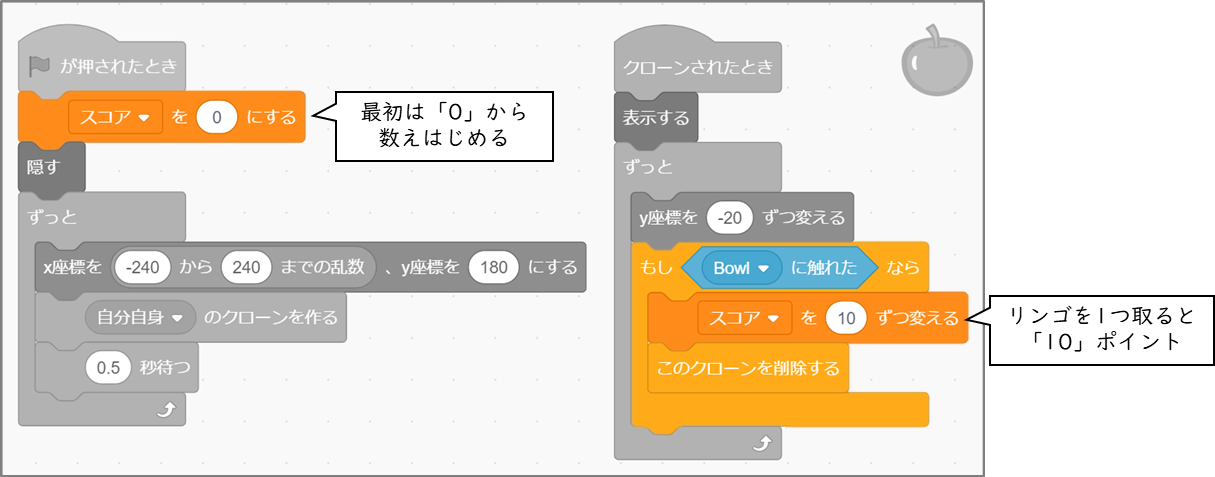 が押されたとき
スコア を 0 にする
最初は「0」から
数えはじめる
隠す
ずっと
x座標を -240 から 240 までの乱数 、y座標を 180 にする
自分自身 のクローンを作る
0.5 秒待つ
クローンされたとき
表示する
ずっと
y座標を -20 ずつ変える
もし Bowl に触れた なら
スコア を 10 ずつ変える
リンゴを1つ取ると
「10」ポイント
このクローンを削除する